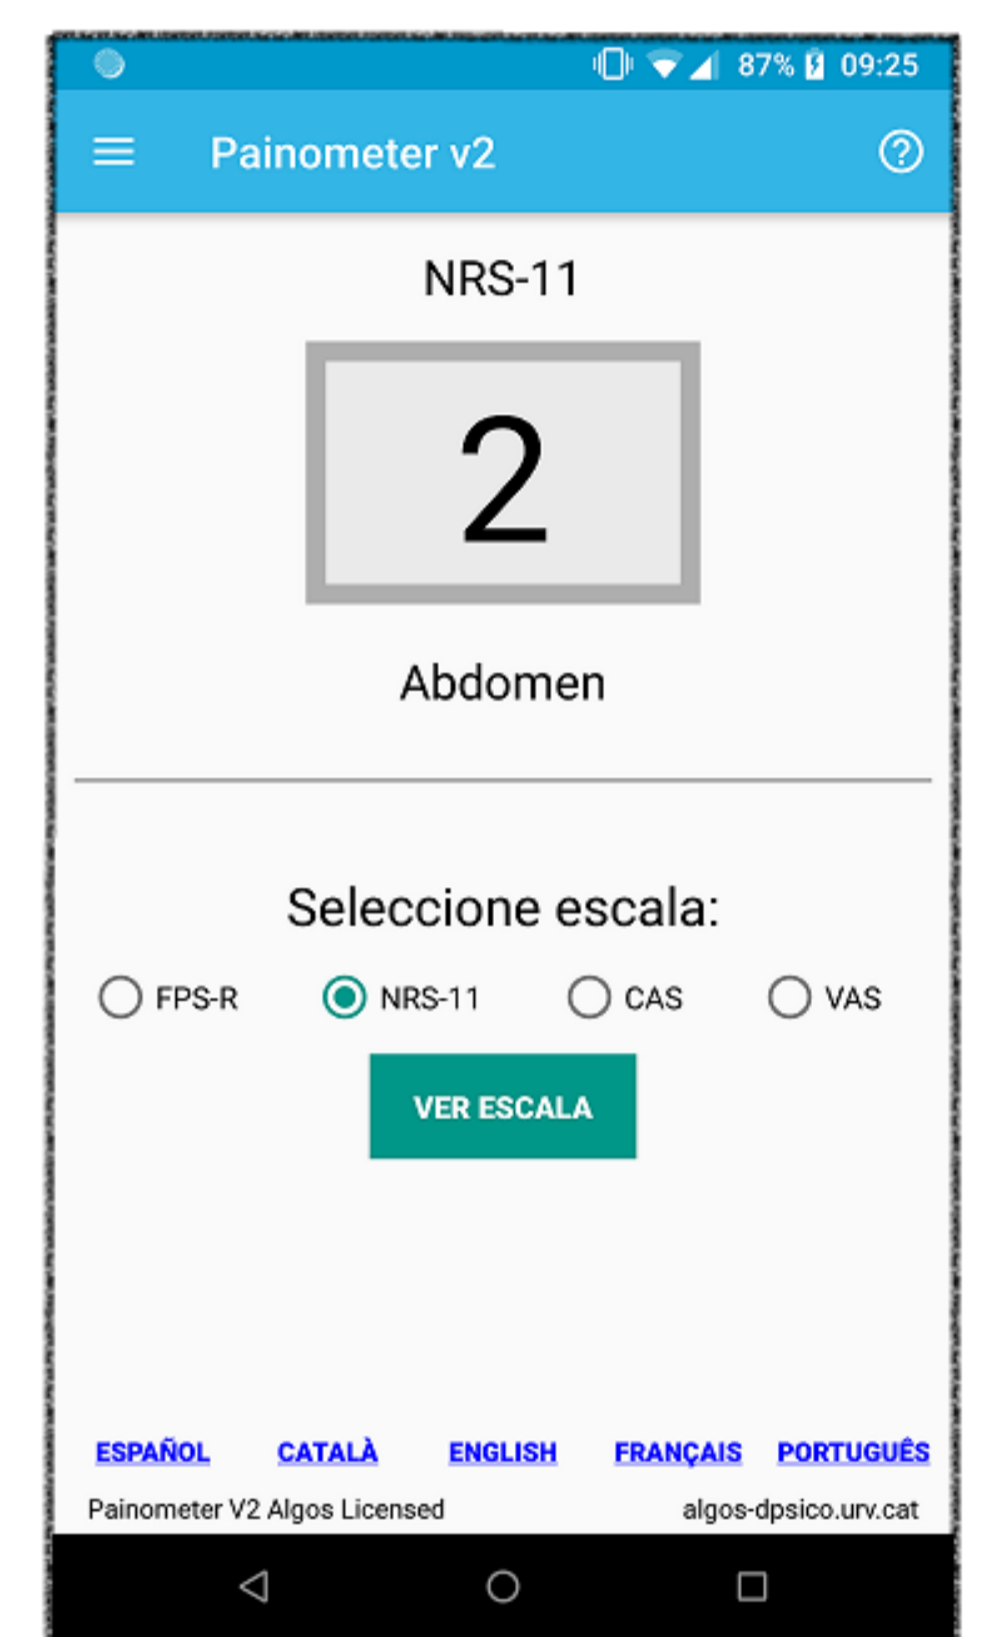 87% 09:25
Painometer v2
NRS-11
2
Abdomen
Seleccione escala:
FPS-R NRS-11 CAS VAS
VER ESCALA
ESPAÑOL CATALÀ ENGLISH FRANÇAIS PORTUGUÊS
Painometer V2 Algos Licensed algos-dpsico.urv.cat